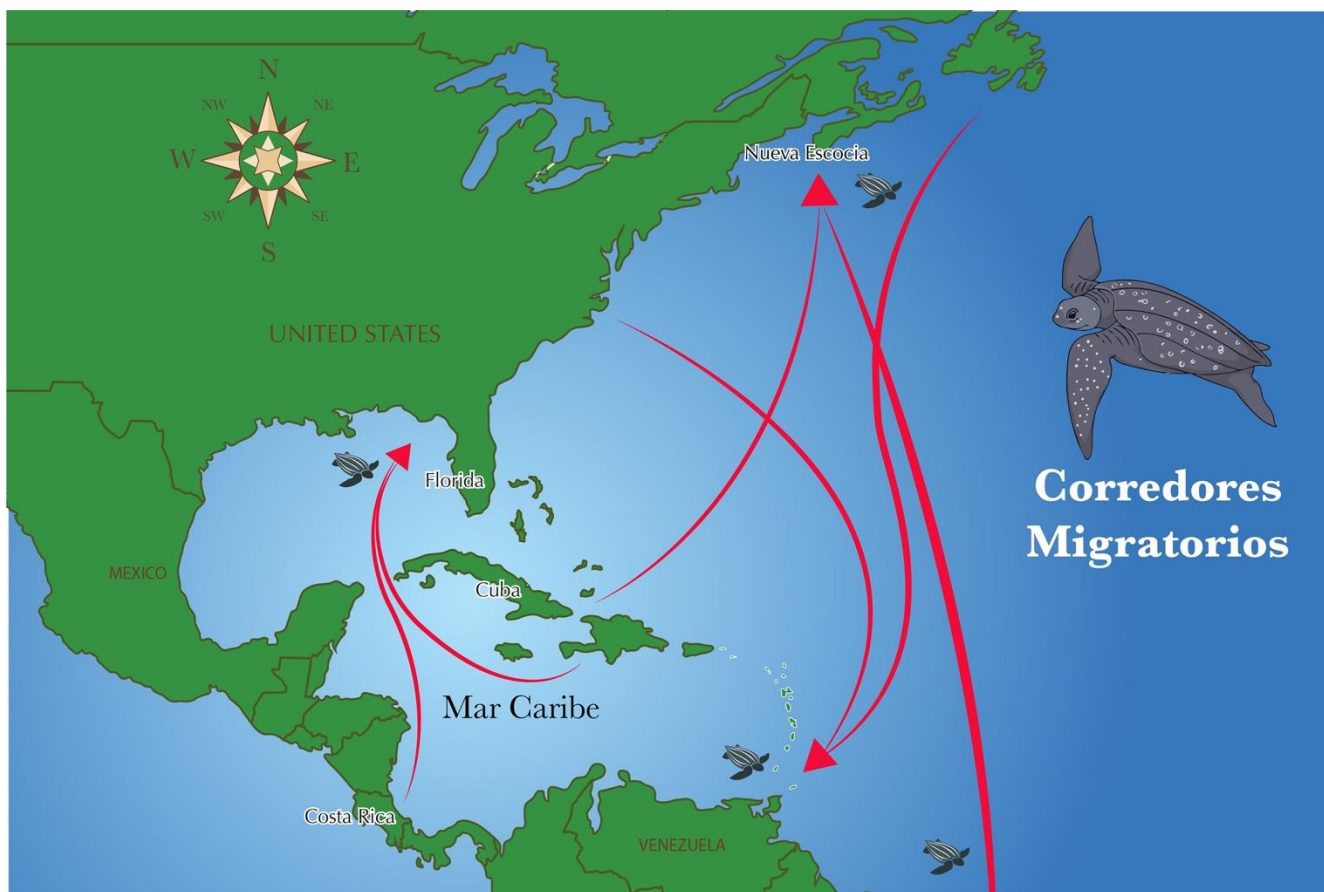 N
NW
NE
W
E
SW
SE
S
Nueva Escocia
UNITED STATES
Corredores
Migratorios
Florida
MEXICO
Cuba
Mar Caribe
Costa Rica
VENEZUELA